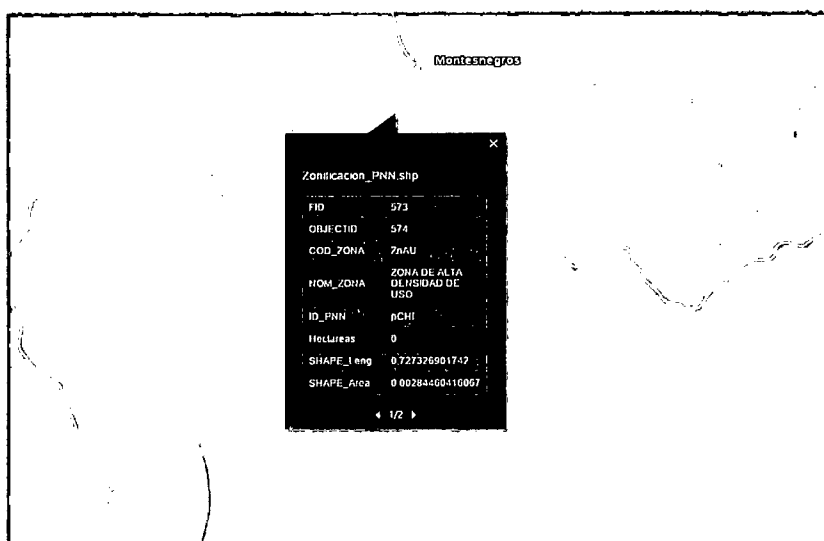 Montesnegros
×
Zonificacion_PNN.shp
FID 573
OBJECTID 574
COD_ZONA ZnAU
NOM_ZONA ZONA DE ALTA
DENSIDAD DE
USO
ID_PNN pCHI
Hectareas 0
SHAPE_Leng 0,727326901742
SHAPE_Area 0.00284460416067
◀ 1/2 ▶